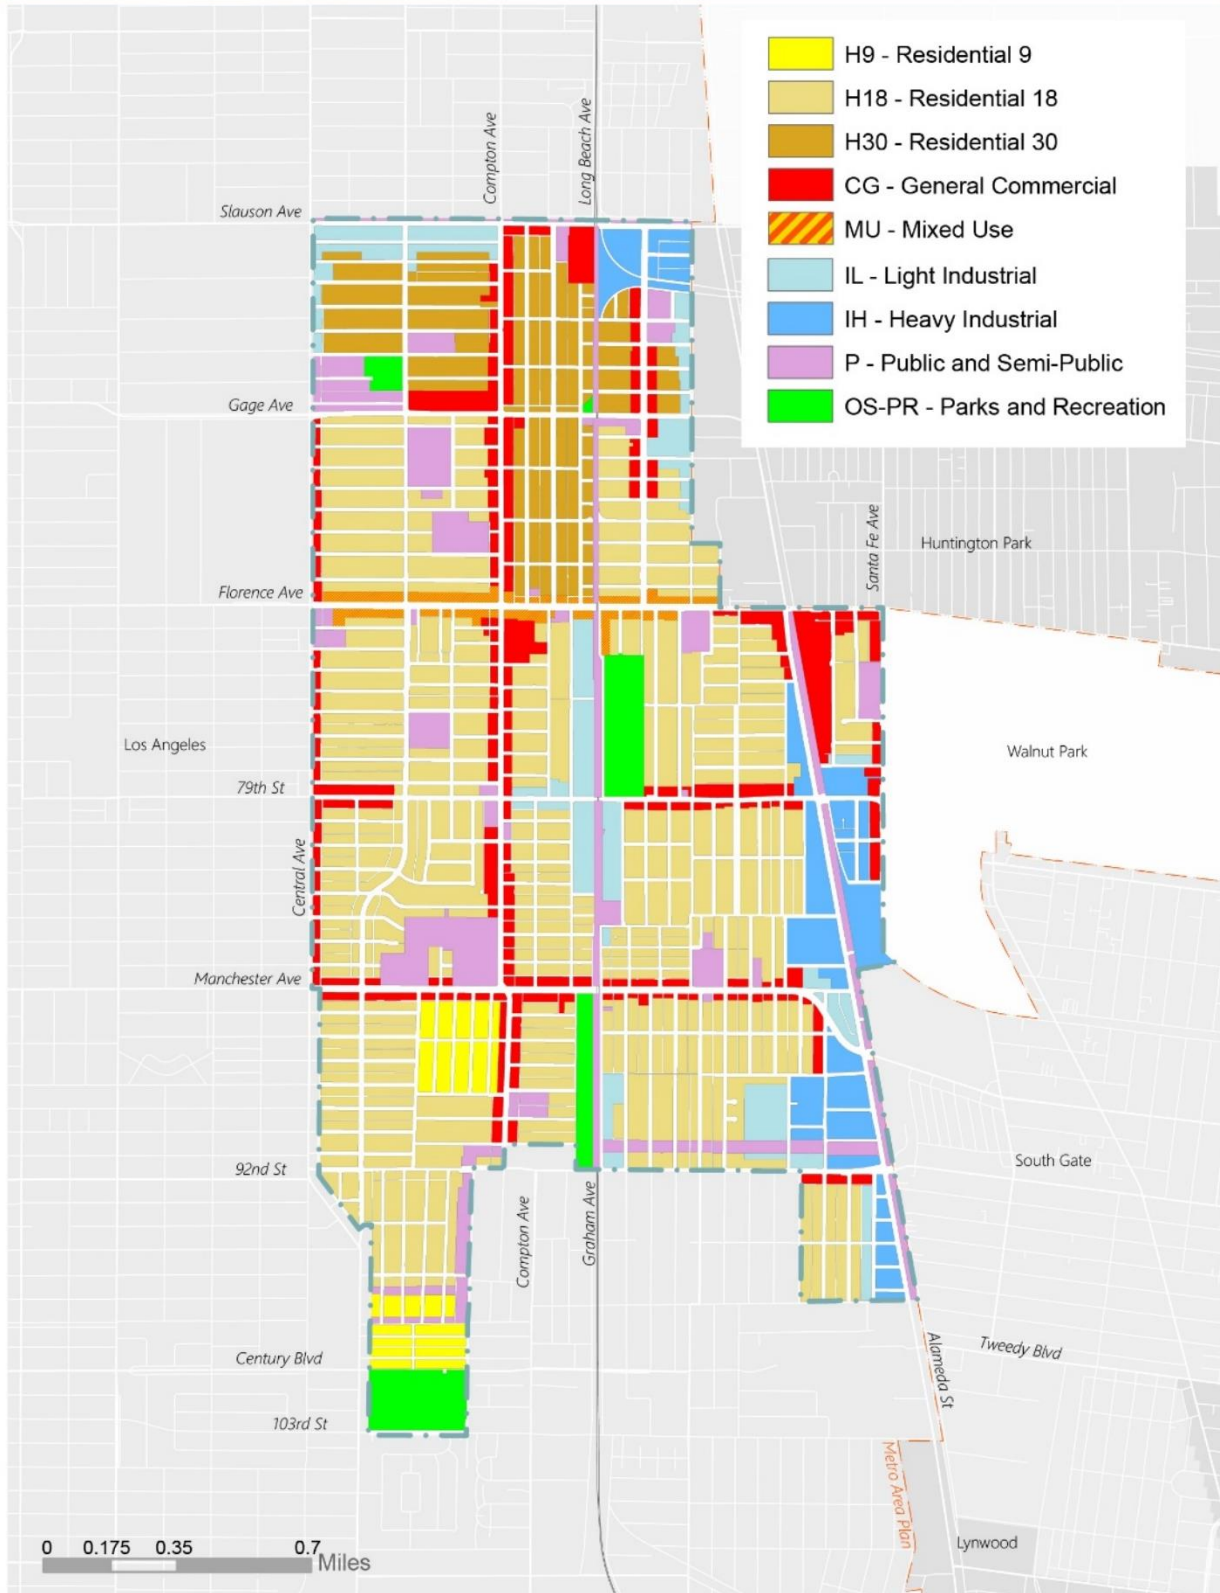 H9 - Residential 9
H18 - Residential 18
H30 - Residential 30
CG - General Commercial
MU - Mixed Use
IL - Light Industrial
IH - Heavy Industrial
P - Public and Semi-Public
OS-PR - Parks and Recreation
Compton Ave
Long Beach Ave
Slauson Ave
Gage Ave
Santa Fe Ave
Huntington Park
Florence Ave
Los Angeles
Walnut Park
79th St
Central Ave
Manchester Ave
92nd St
South Gate
Compton Ave
Graham Ave
Century Blvd
Tweedy Blvd
Alameda St
103rd St
Metro Area Plan
Lynwood
0 0.175 0.35 0.7
Miles